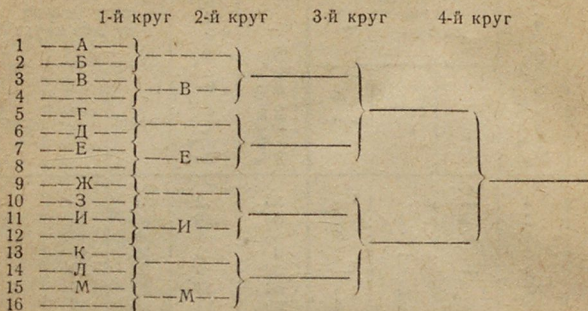 1-й круг 2-й круг 3-й круг 4-й круг
1 А
2 Б
3 В
4 В
5 Г
6 Д
7 Е
8 Е
9 Ж
10 З
11 И
12 И
13 К
14 Л
15 М
16 М